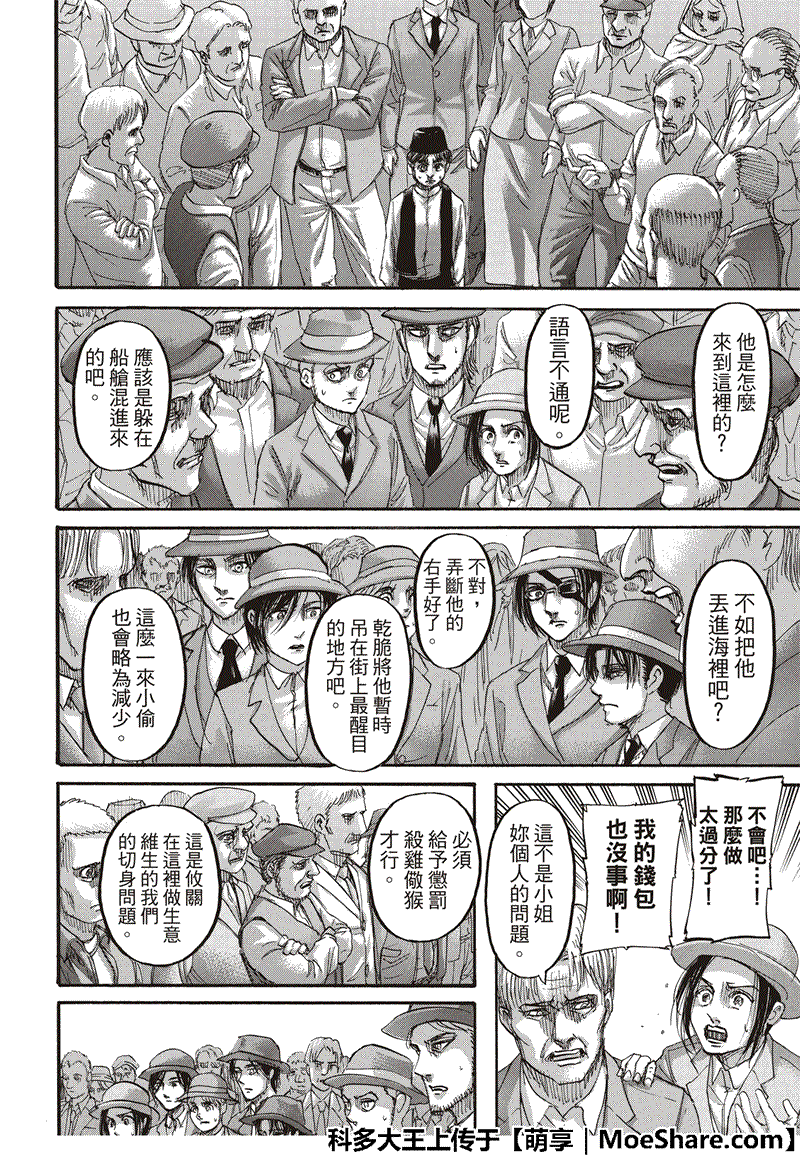 他是怎麼
來到這裡的？
語言不通呢。
應該是躲在
船艙混進來
的吧。
不如把他
丟進海裡吧？
不對，
弄斷他的
右手好了。
乾脆將他暫時
吊在街上最醒目
的地方吧。
這麼一來小偷
也會略為減少。
不會吧…！
那麼做
太過分了！
我的錢包
也沒事啊！
這不是小姐
妳個人的問題。
必須
給予懲罰
殺雞儆猴
才行。
這是攸關
在這裡做生意
維生的我們
的切身問題。
科多大王上传于【萌享｜MoeShare.com】